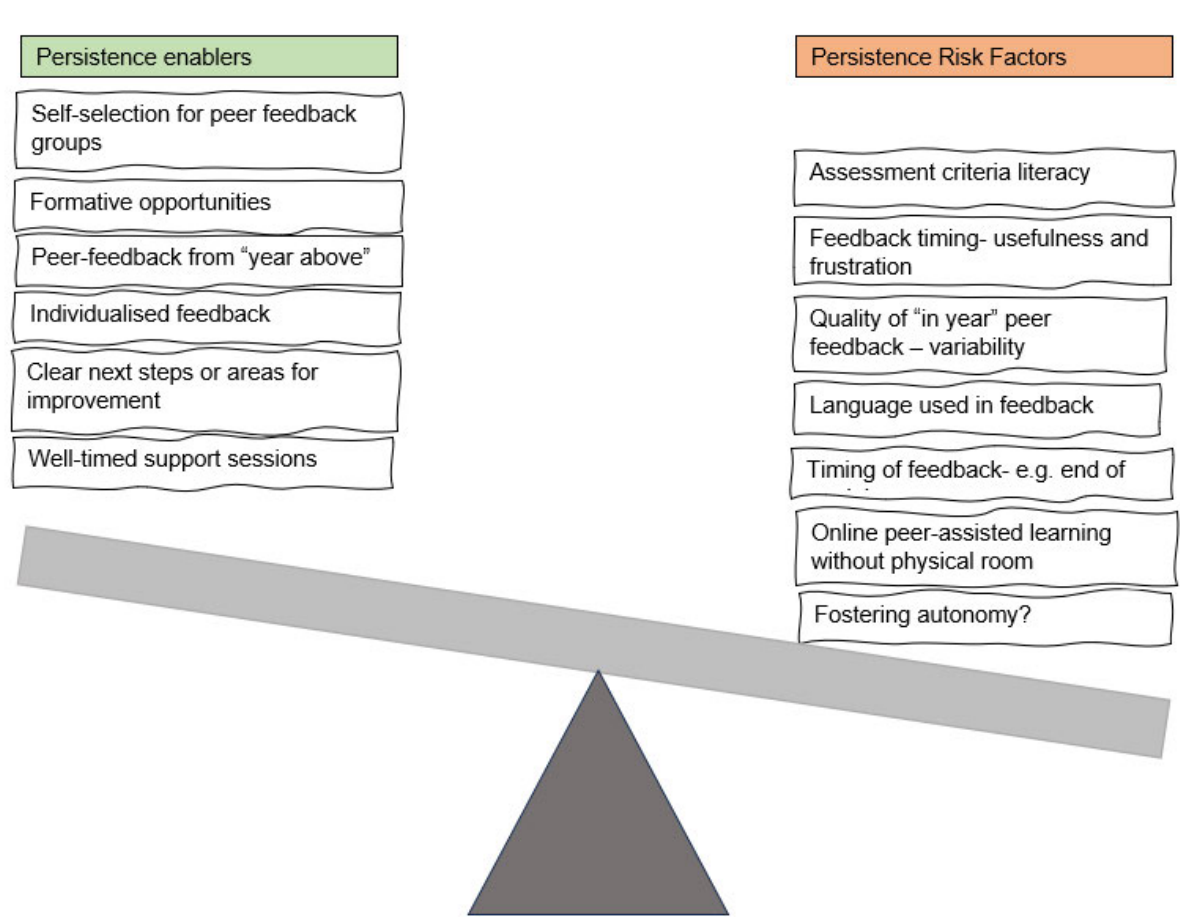 Persistence enablers
Self-selection for peer feedback
groups
Formative opportunities
Peer-feedback from “year above”
Individualised feedback
Clear next steps or areas for
improvement
Well-timed support sessions
Persistence Risk Factors
Assessment criteria literacy
Feedback timing- usefulness and
frustration
Quality of “in year” peer
feedback – variability
Language used in feedback
Timing of feedback- e.g. end of
Online peer-assisted learning
without physical room
Fostering autonomy?